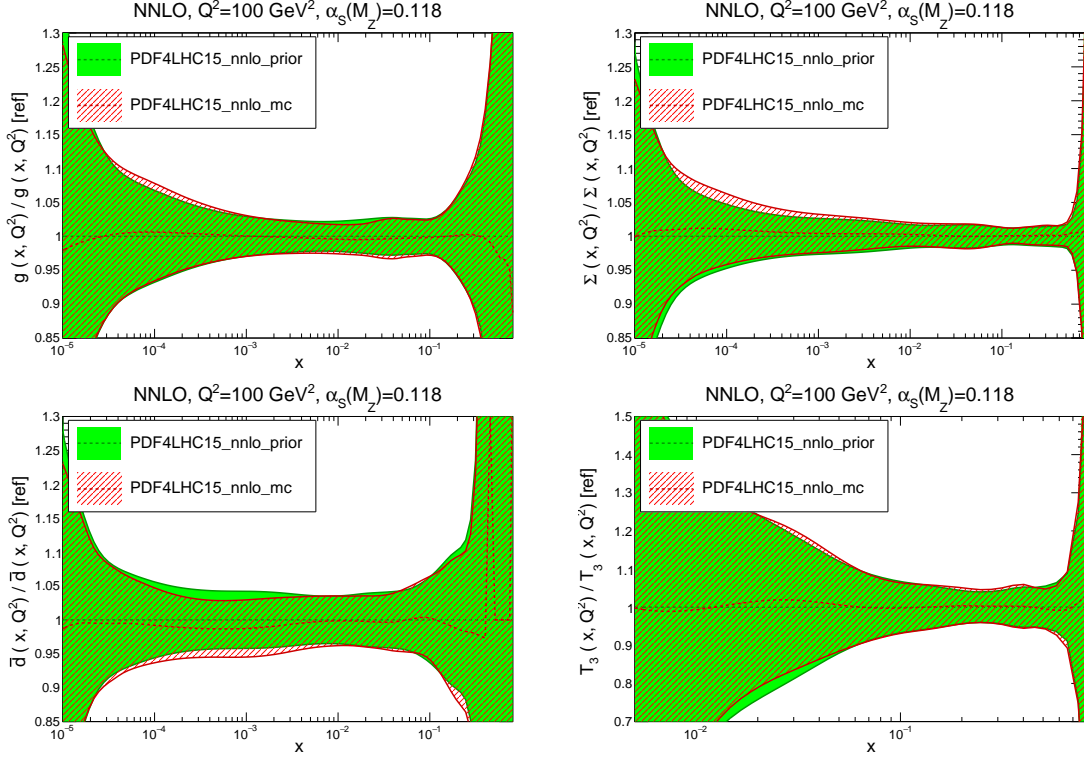 NNLO, Q²=100 GeV², α_S(M_Z)=0.118
g ( x, Q²) / g ( x, Q²) [ref]
1.3
1.25
1.2
1.15
1.1
1.05
1
0.95
0.9
0.85
PDF4LHC15_nnlo_prior
PDF4LHC15_nnlo_mc
10⁻⁵ 10⁻⁴ 10⁻³ 10⁻² 10⁻¹
x
NNLO, Q²=100 GeV², α_S(M_Z)=0.118
Σ ( x, Q²) / Σ ( x, Q²) [ref]
1.3
1.25
1.2
1.15
1.1
1.05
1
0.95
0.9
0.85
PDF4LHC15_nnlo_prior
PDF4LHC15_nnlo_mc
10⁻⁵ 10⁻⁴ 10⁻³ 10⁻² 10⁻¹
x
NNLO, Q²=100 GeV², α_S(M_Z)=0.118
d̅ ( x, Q²) / d̅ ( x, Q²) [ref]
1.3
1.25
1.2
1.15
1.1
1.05
1
0.95
0.9
0.85
PDF4LHC15_nnlo_prior
PDF4LHC15_nnlo_mc
10⁻⁵ 10⁻⁴ 10⁻³ 10⁻² 10⁻¹
x
NNLO, Q²=100 GeV², α_S(M_Z)=0.118
T₃ ( x, Q²) / T₃ ( x, Q²) [ref]
1.5
1.4
1.3
1.2
1.1
1
0.9
0.8
0.7
PDF4LHC15_nnlo_prior
PDF4LHC15_nnlo_mc
10⁻² 10⁻¹
x